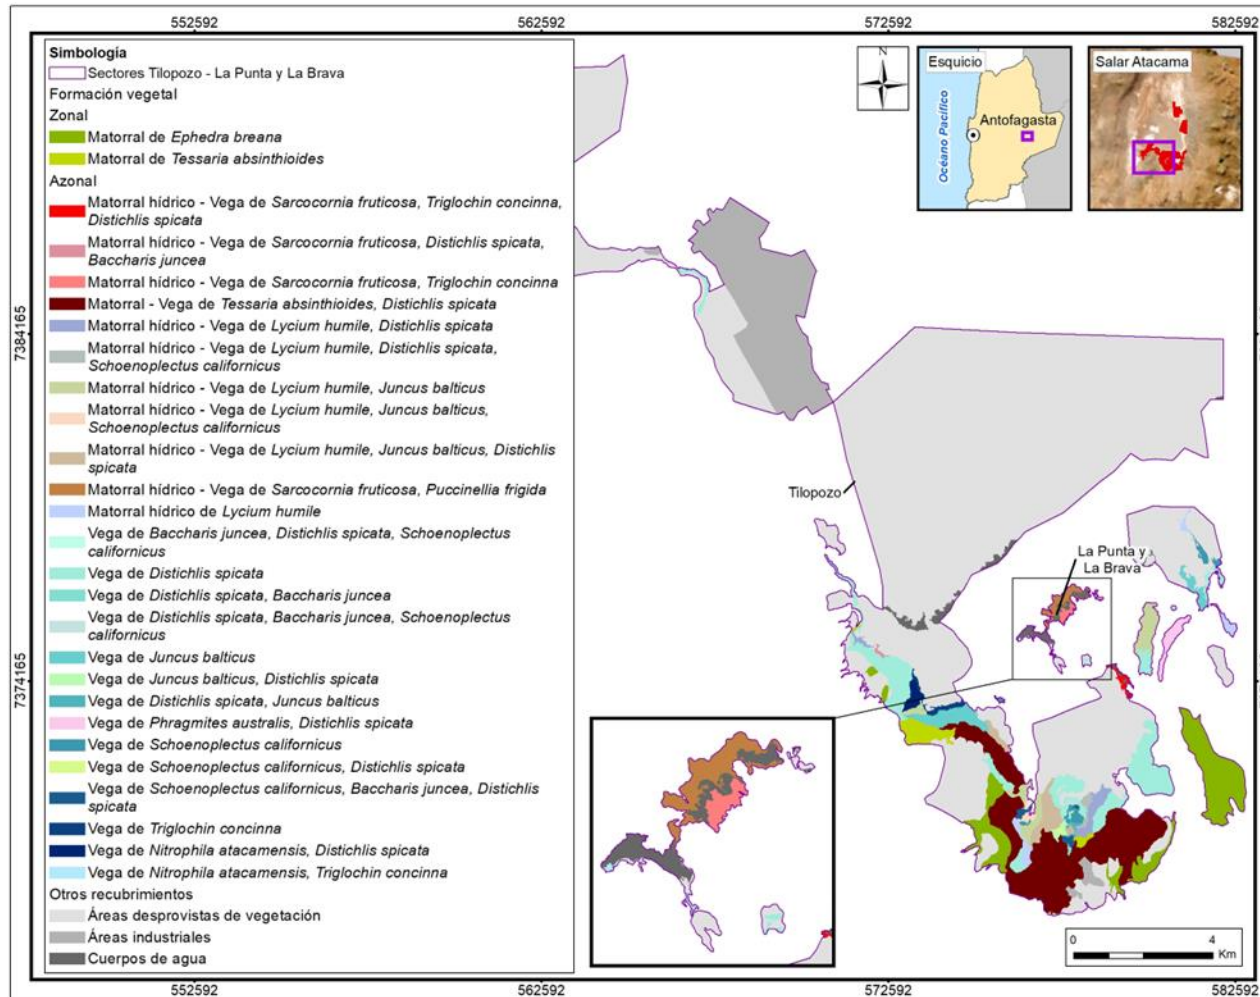 552592
562592
572592
582592
Simbología
Sectores Tilopozo - La Punta y La Brava
Formación vegetal
Zonal
Matorral de Ephedra breana
Matorral de Tessaria absinthioides
Azonal
Matorral hídrico - Vega de Sarcocornia fruticosa, Triglochin concinna,
Distichlis spicata
Matorral hídrico - Vega de Sarcocornia fruticosa, Distichlis spicata,
Baccharis juncea
Matorral hídrico - Vega de Sarcocornia fruticosa, Triglochin concinna
Matorral - Vega de Tessaria absinthioides, Distichlis spicata
Matorral hídrico - Vega de Lycium humile, Distichlis spicata
Matorral hídrico - Vega de Lycium humile, Distichlis spicata,
Schoenoplectus californicus
Matorral hídrico - Vega de Lycium humile, Juncus balticus
Matorral hídrico - Vega de Lycium humile, Juncus balticus,
Schoenoplectus californicus
Matorral hídrico - Vega de Lycium humile, Juncus balticus, Distichlis
spicata
Matorral hídrico - Vega de Sarcocornia fruticosa, Puccinellia frigida
Matorral hídrico de Lycium humile
Vega de Baccharis juncea, Distichlis spicata, Schoenoplectus
californicus
Vega de Distichlis spicata
Vega de Distichlis spicata, Baccharis juncea
Vega de Distichlis spicata, Baccharis juncea, Schoenoplectus
californicus
Vega de Juncus balticus
Vega de Juncus balticus, Distichlis spicata
Vega de Distichlis spicata, Juncus balticus
Vega de Phragmites australis, Distichlis spicata
Vega de Schoenoplectus californicus
Vega de Schoenoplectus californicus, Distichlis spicata
Vega de Schoenoplectus californicus, Baccharis juncea, Distichlis
spicata
Vega de Triglochin concinna
Vega de Nitrophila atacamensis, Distichlis spicata
Vega de Nitrophila atacamensis, Triglochin concinna
Otros recubrimientos
Áreas desprovistas de vegetación
Áreas industriales
Cuerpos de agua
N
Esquicio
Océano Pacífico
Antofagasta
Salar Atacama
7384165
7384165
Tilopozo
La Punta y
La Brava
7374165
7374165
0
4
Km
552592
562592
572592
582592